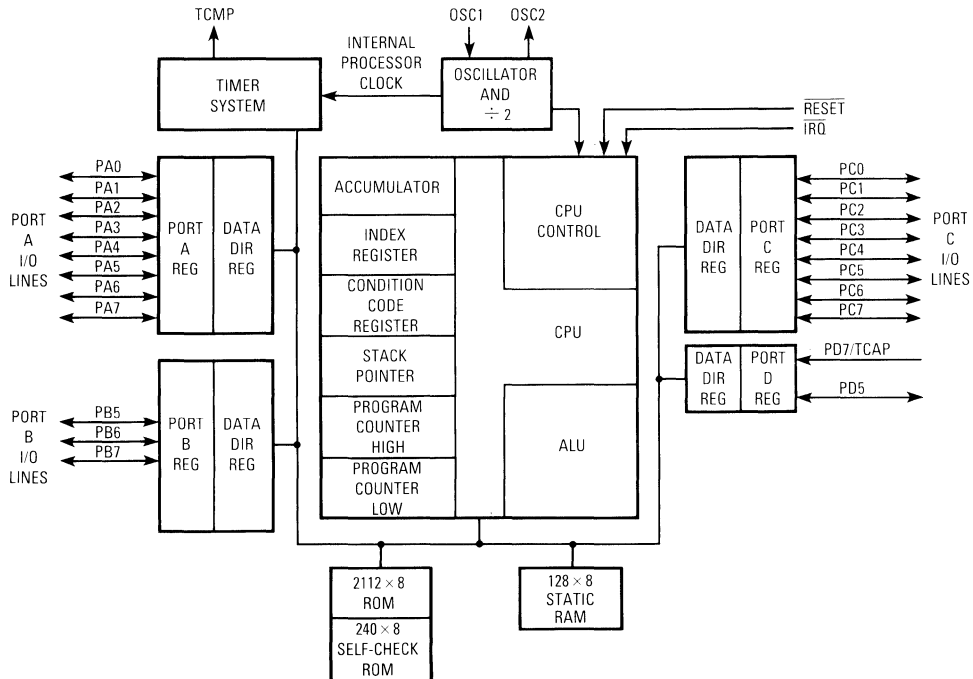 TCMP
OSC1
OSC2
INTERNAL
PROCESSOR
CLOCK
TIMER
SYSTEM
OSCILLATOR
AND
÷ 2
RESET
IRQ
PORT
A
I/O
LINES
PA0
PA1
PA2
PA3
PA4
PA5
PA6
PA7
PORT
A
REG
DATA
DIR
REG
ACCUMULATOR
INDEX
REGISTER
CONDITION
CODE
REGISTER
STACK
POINTER
PROGRAM
COUNTER
HIGH
PROGRAM
COUNTER
LOW
CPU
CONTROL
CPU
ALU
DATA
DIR
REG
PORT
C
REG
PC0
PC1
PC2
PC3
PC4
PC5
PC6
PC7
PORT
C
I/O
LINES
DATA
DIR
REG
PORT
D
REG
PD7/TCAP
PD5
PORT
B
I/O
LINES
PB5
PB6
PB7
PORT
B
REG
DATA
DIR
REG
2112 × 8
ROM
240 × 8
SELF-CHECK
ROM
128 × 8
STATIC
RAM